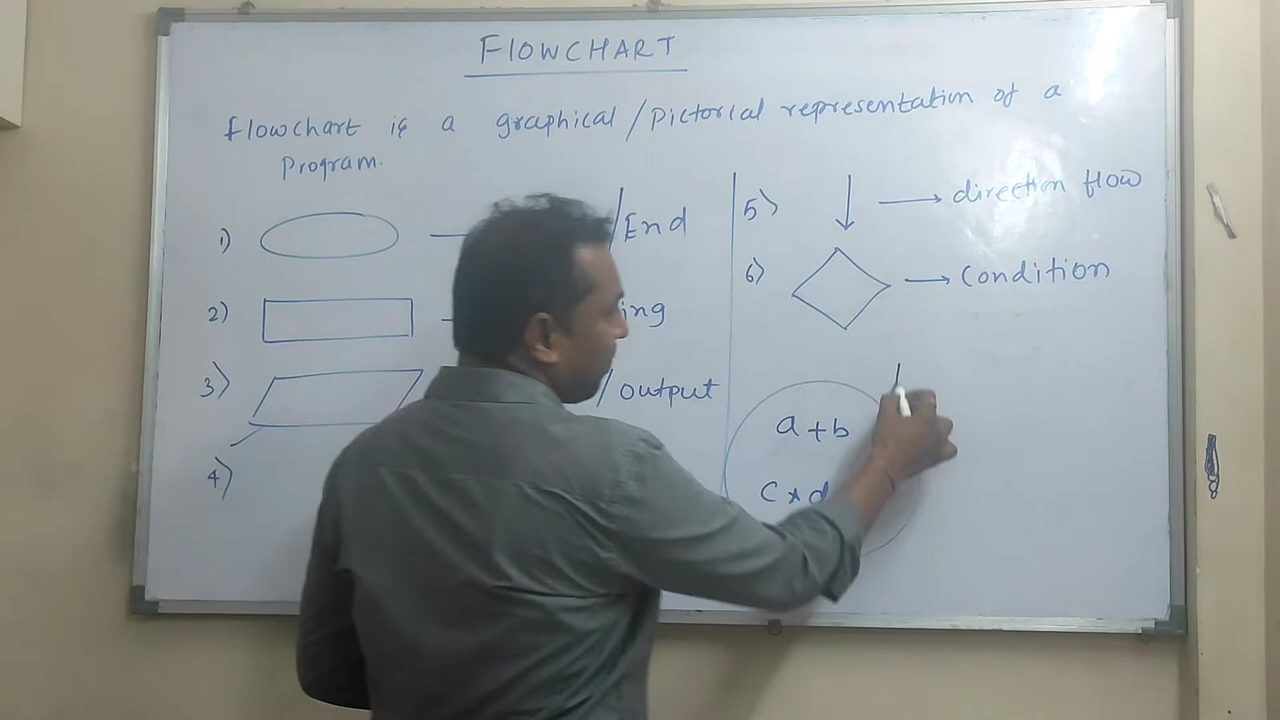 FLOWCHART
flowchart is a graphical / Pictorial representation of a
Program.
1) / End
2) ing
3) / output
4)
5) → direction flow
6) → Condition
a + b
c * d